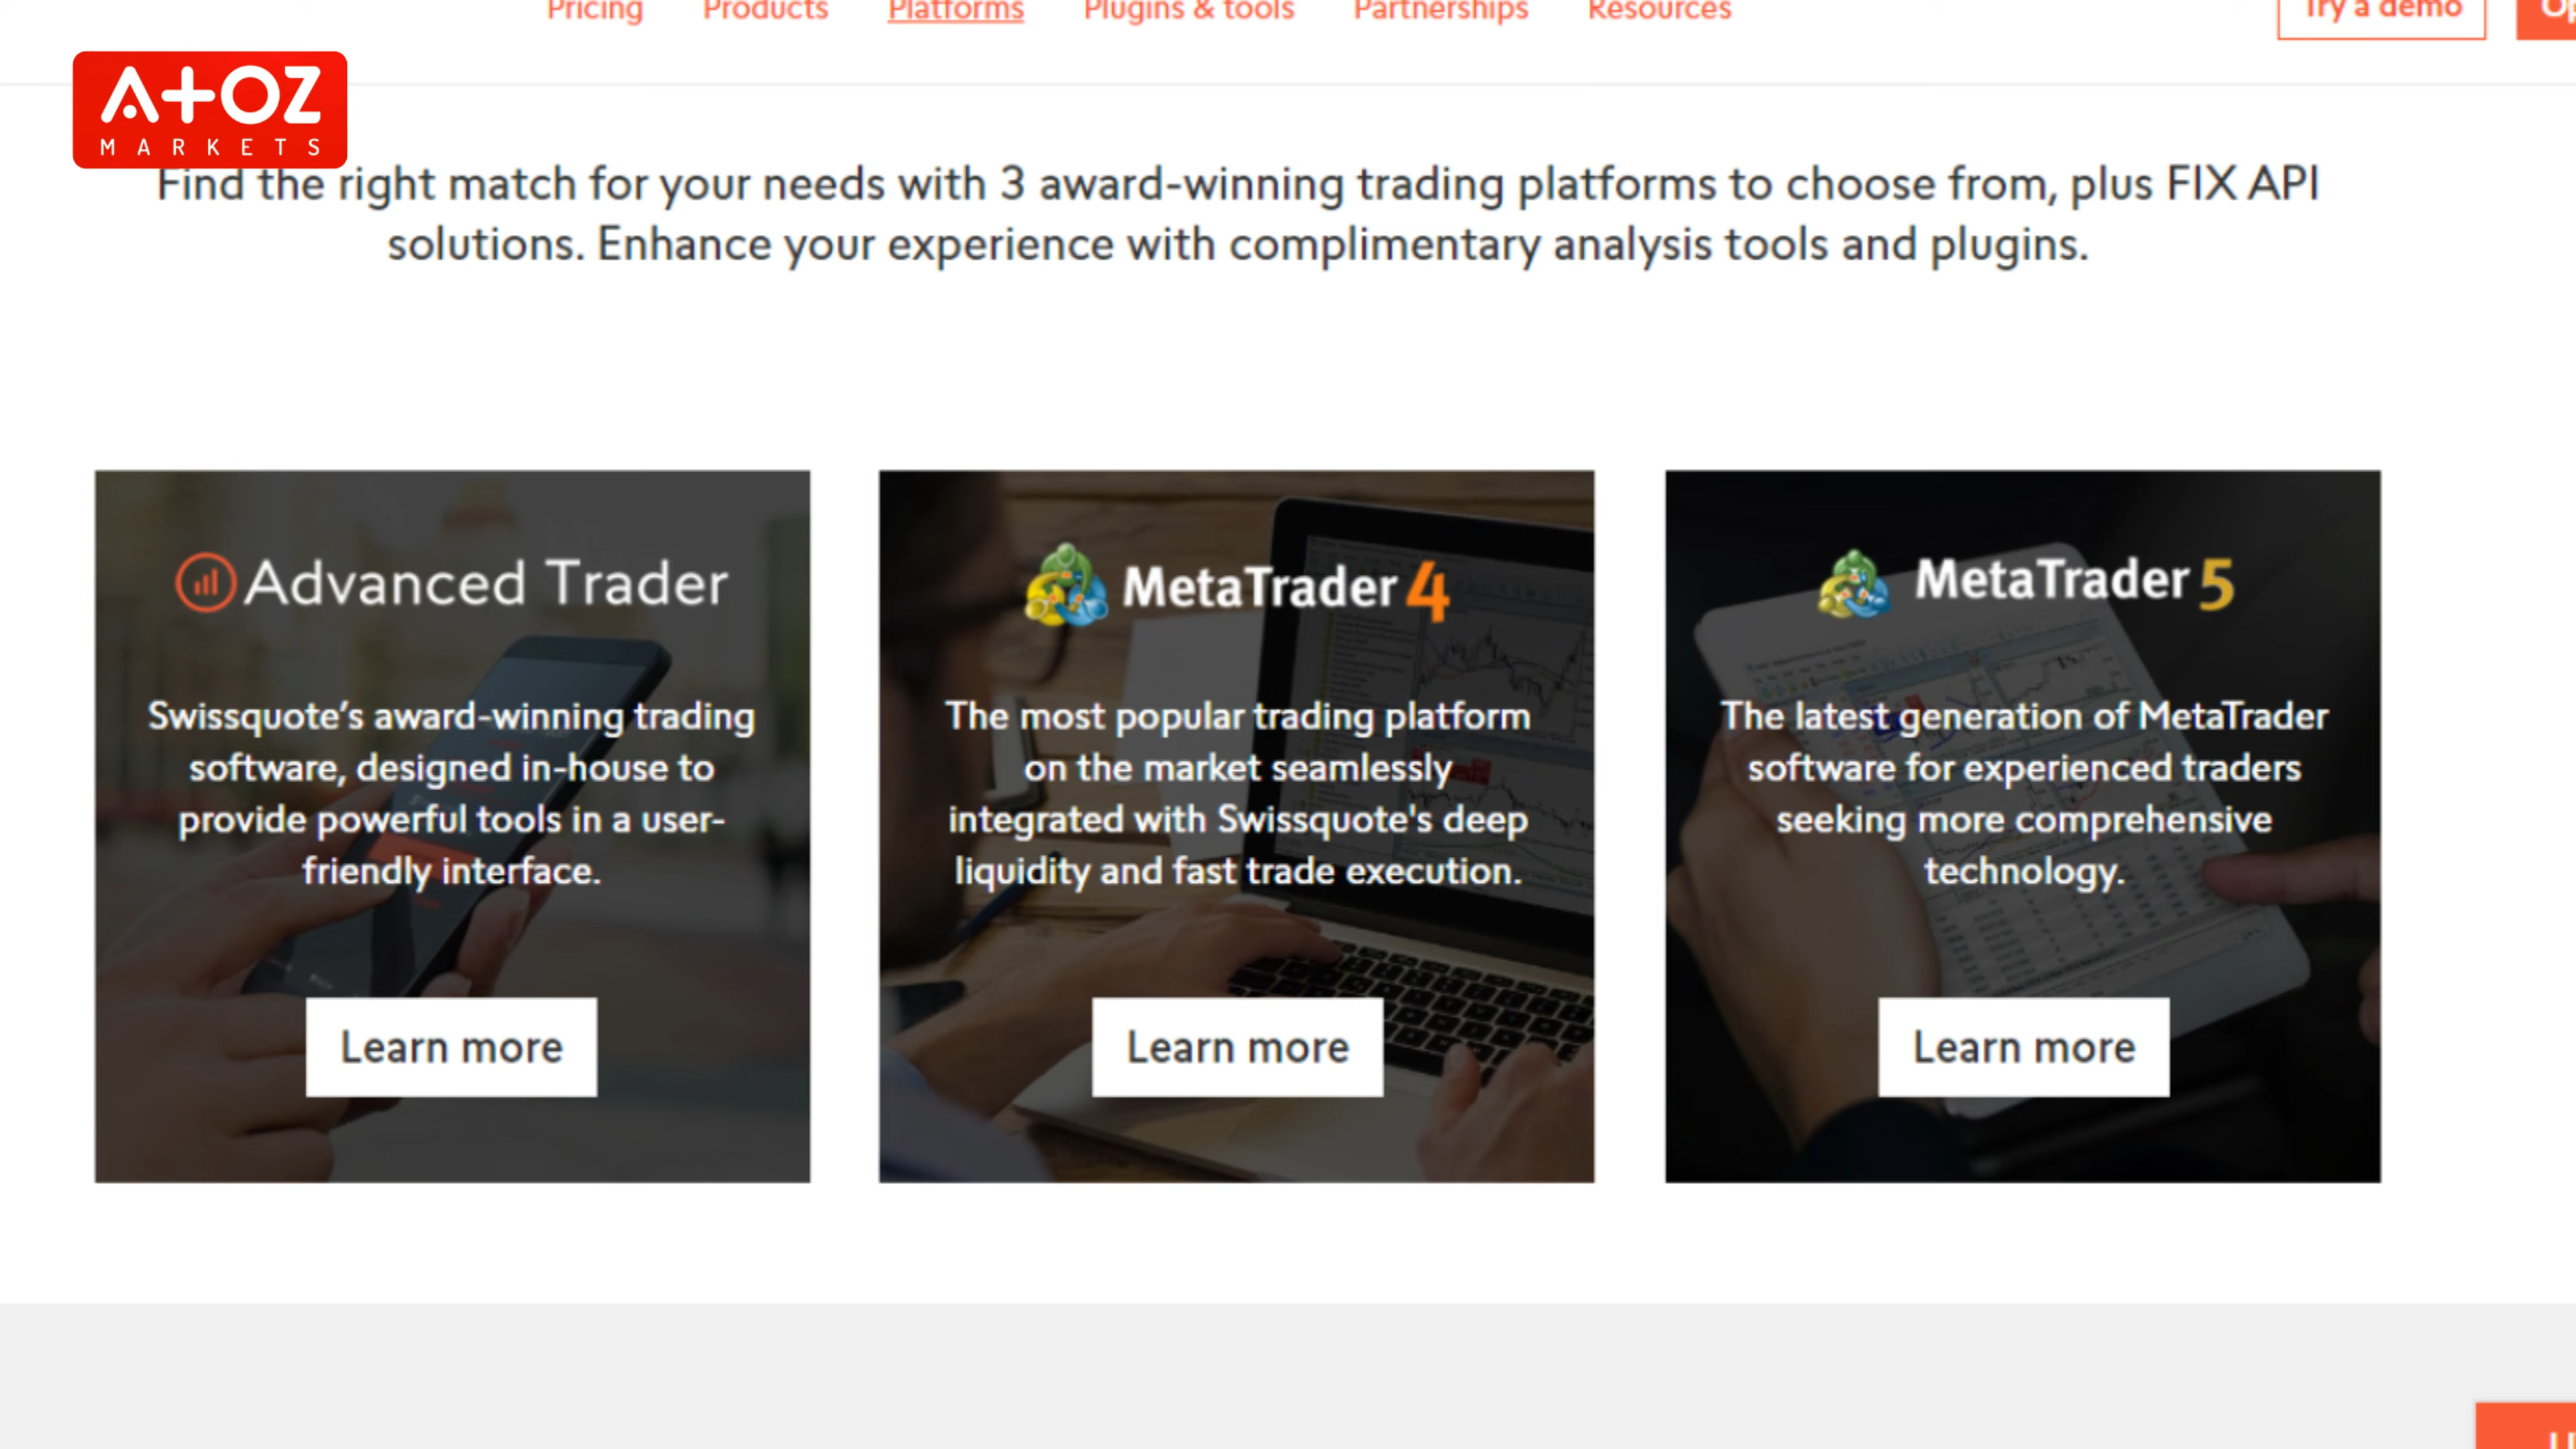 Pricing Products Platforms Plugins & tools Partnerships Resources Try a demo
A+OZ
MARKETS
Find the right match for your needs with 3 award-winning trading platforms to choose from, plus FIX API
solutions. Enhance your experience with complimentary analysis tools and plugins.
Advanced Trader
Swissquote's award-winning trading
software, designed in-house to
provide powerful tools in a user-
friendly interface.
Learn more
MetaTrader 4
The most popular trading platform
on the market seamlessly
integrated with Swissquote's deep
liquidity and fast trade execution.
Learn more
MetaTrader 5
The latest generation of MetaTrader
software for experienced traders
seeking more comprehensive
technology.
Learn more